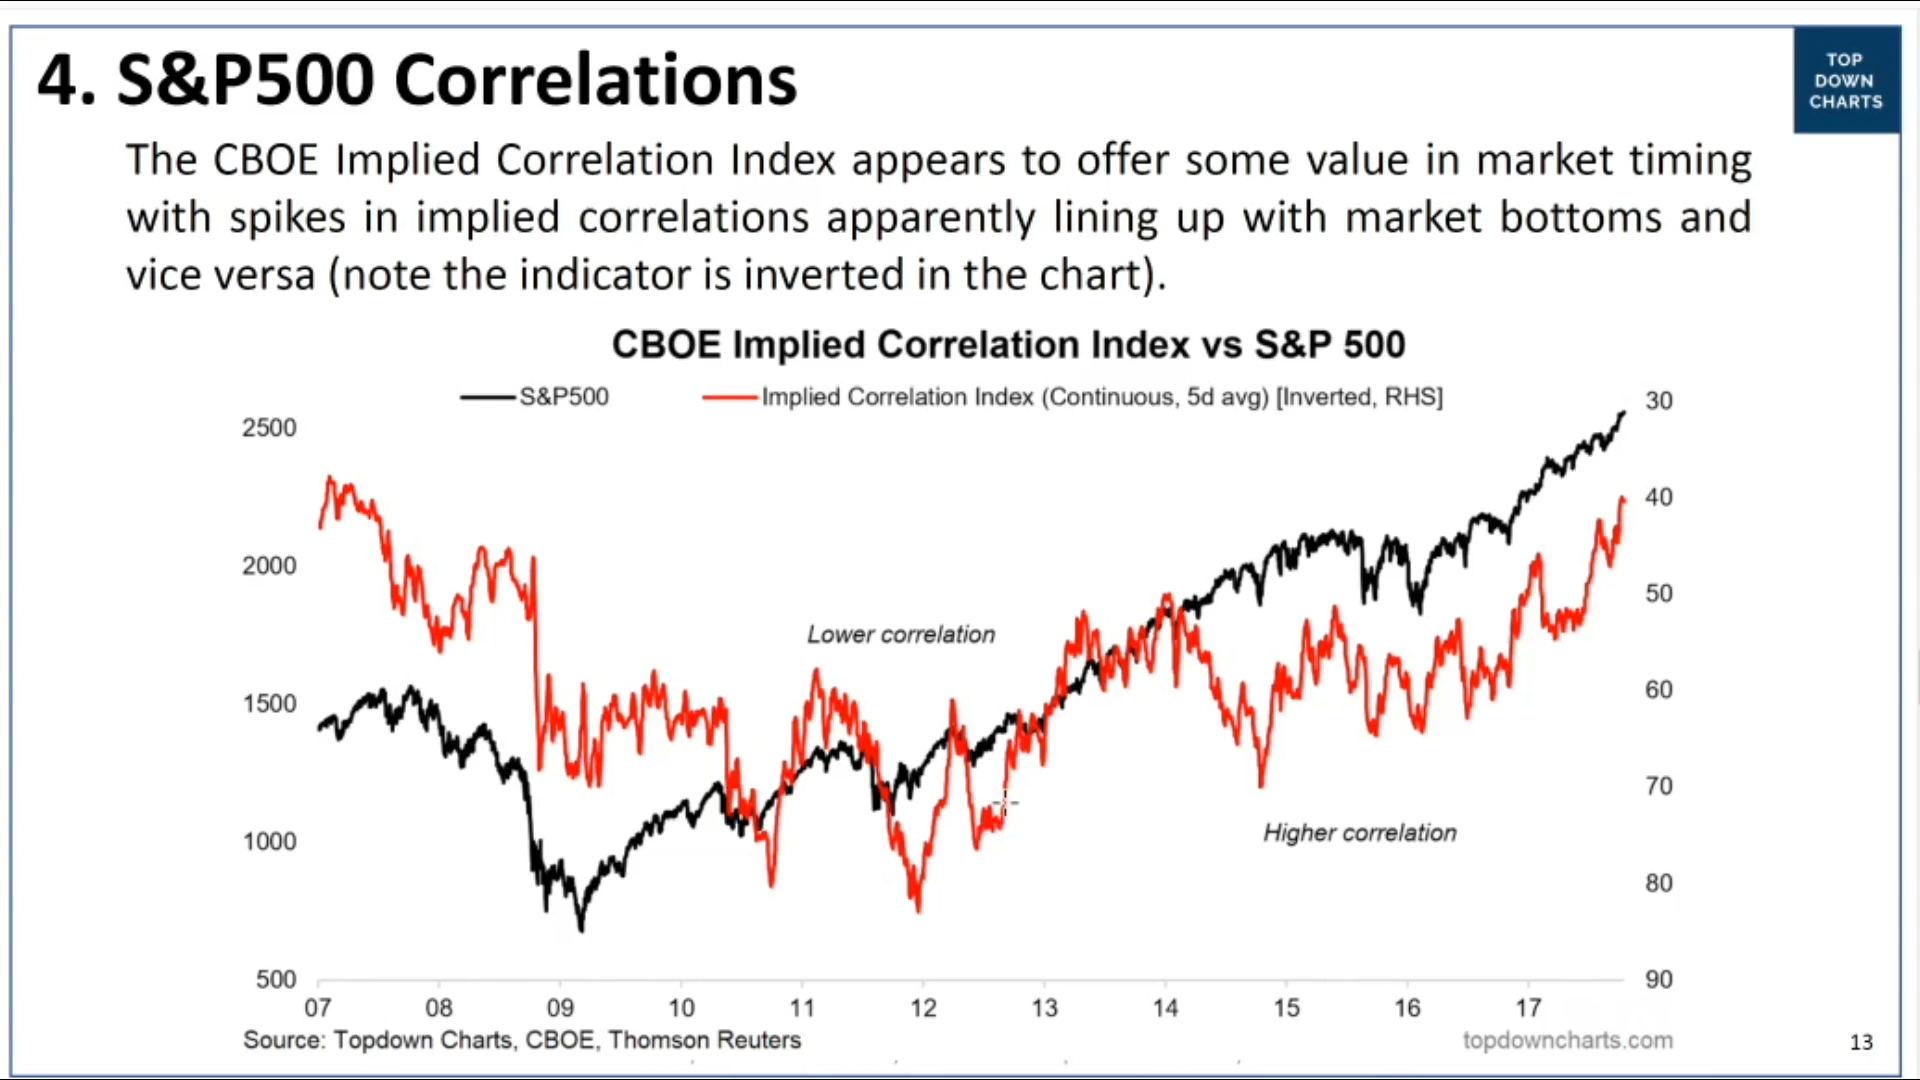 4. S&P500 Correlations
TOP
DOWN
CHARTS
The CBOE Implied Correlation Index appears to offer some value in market timing
with spikes in implied correlations apparently lining up with market bottoms and
vice versa (note the indicator is inverted in the chart).
CBOE Implied Correlation Index vs S&P 500
S&P500 Implied Correlation Index (Continuous, 5d avg) [Inverted, RHS]
30
2500
40
2000
50
Lower correlation
1500
60
70
Higher correlation
1000
80
500
90
07 08 09 10 11 12 13 14 15 16 17
Source: Topdown Charts, CBOE, Thomson Reuters
topdowncharts.com
13